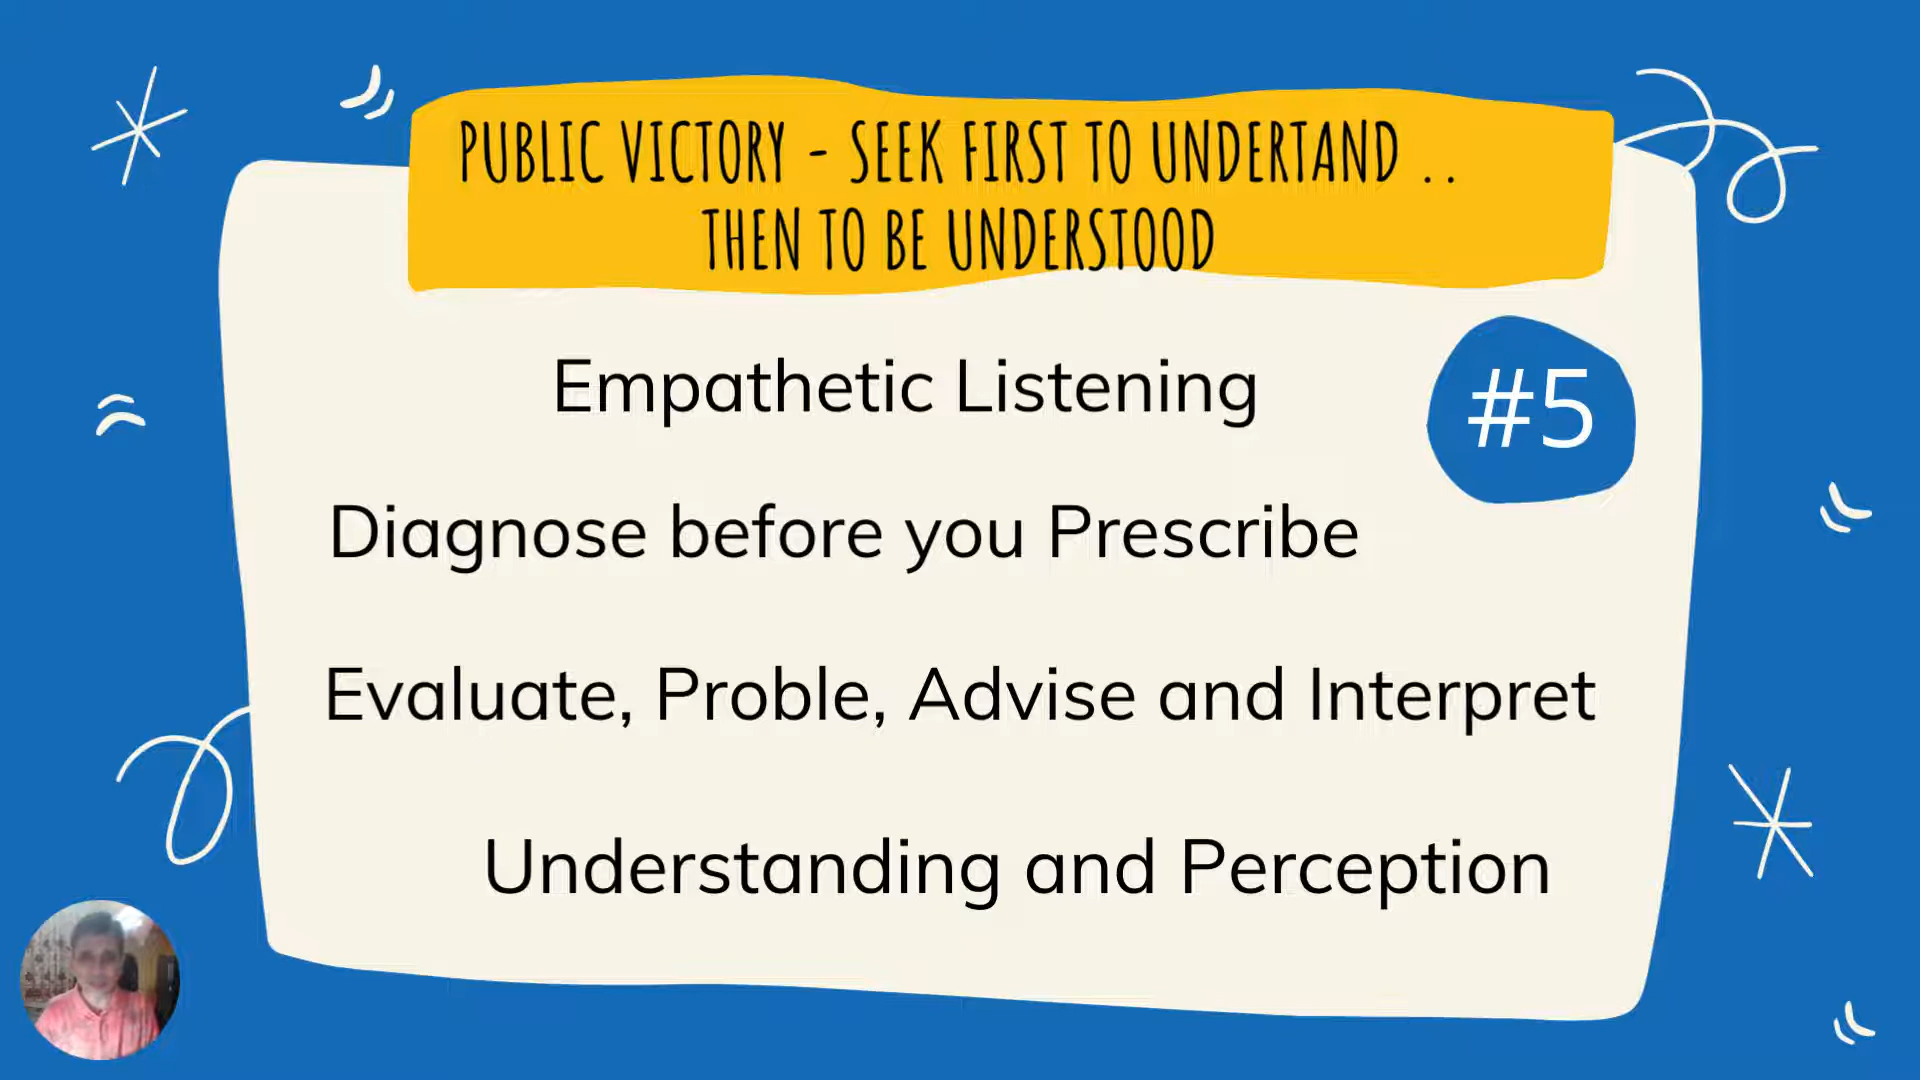 PUBLIC VICTORY - SEEK FIRST TO UNDERTAND ..
THEN TO BE UNDERSTOOD
Empathetic Listening
#5
Diagnose before you Prescribe
Evaluate, Proble, Advise and Interpret
Understanding and Perception